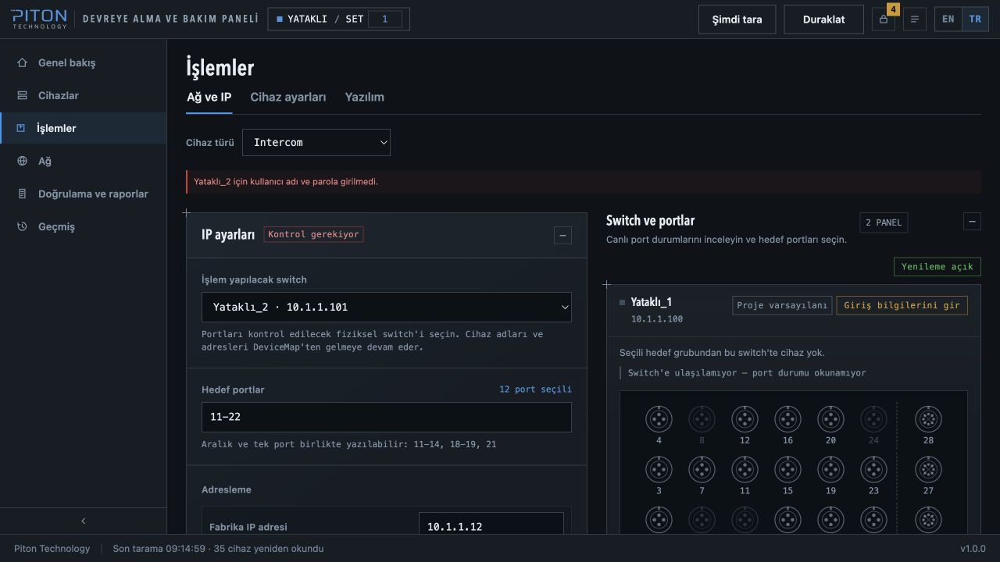 PITON
TECHNOLOGY
DEVREYE ALMA VE BAKIM PANELİ
YATAKLI / SET 1
Şimdi tara
Duraklat
4
EN
TR
Genel bakış
Cihazlar
İşlemler
Ağ
Doğrulama ve raporlar
Geçmiş
İşlemler
Ağ ve IP
Cihaz ayarları
Yazılım
Cihaz türü
Intercom
Yataklı_2 için kullanıcı adı ve parola girilmedi.
IP ayarları
Kontrol gerekiyor
İşlem yapılacak switch
Yataklı_2 · 10.1.1.101
Portları kontrol edilecek fiziksel switch'i seçin. Cihaz adları ve
adresleri DeviceMap'ten gelmeye devam eder.
Hedef portlar
12 port seçili
11–22
Aralık ve tek port birlikte yazılabilir: 11–14, 18–19, 21
Adresleme
Fabrika IP adresi
10.1.1.12
Switch ve portlar
2 PANEL
Canlı port durumlarını inceleyin ve hedef portları seçin.
Yenileme açık
Yataklı_1
10.1.1.100
Proje varsayılanı
Giriş bilgilerini gir
Seçili hedef grubundan bu switch'te cihaz yok.
Switch'e ulaşılamıyor — port durumu okunamıyor
4 8 12 16 20 24 28
3 7 11 15 19 23 27
Piton Technology
Son tarama 09:14:59 · 35 cihaz yeniden okundu
v1.0.0